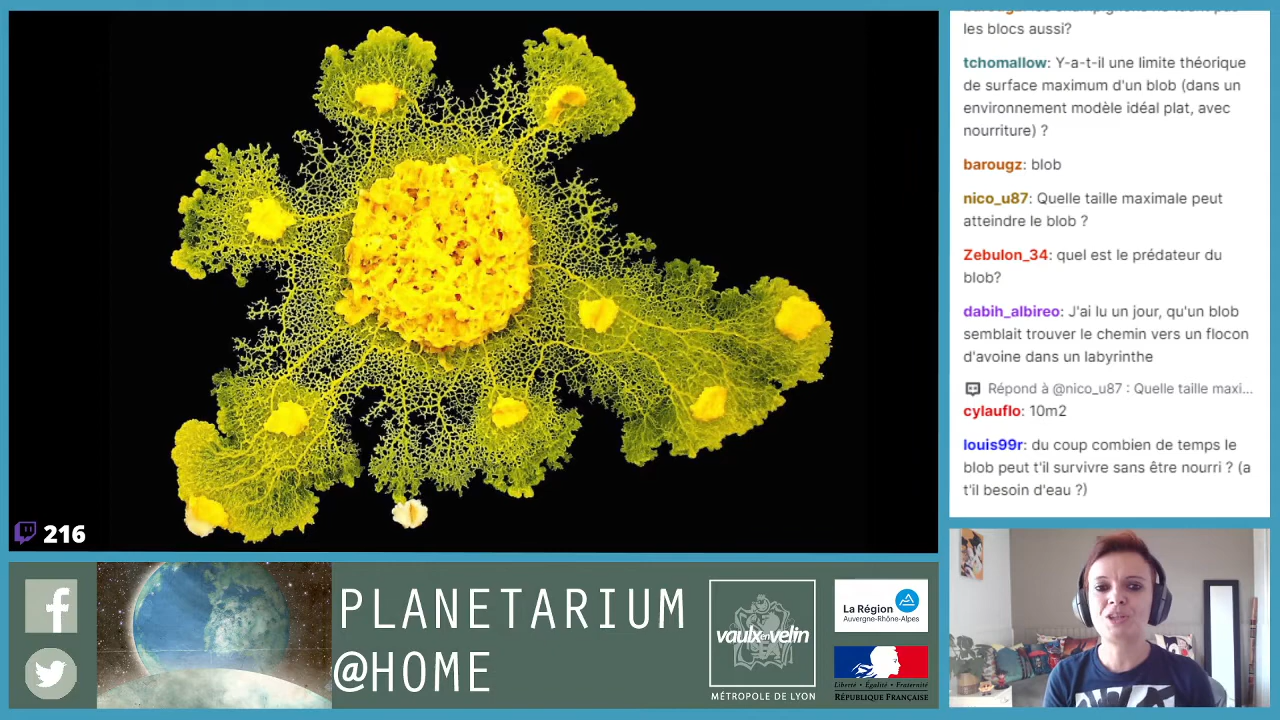 les blocs aussi?
tchomallow: Y-a-t-il une limite théorique
de surface maximum d'un blob (dans un
environnement modèle idéal plat, avec
nourriture) ?
barougz: blob
nico_u87: Quelle taille maximale peut
atteindre le blob ?
Zebulon_34: quel est le prédateur du
blob?
dabih_albireo: J'ai lu un jour, qu'un blob
semblait trouver le chemin vers un flocon
d'avoine dans un labyrinthe
Répond à @nico_u87 : Quelle taille maxi...
cylauflo: 10m2
louis99r: du coup combien de temps le
blob peut t'il survivre sans être nourri ? (a
t'il besoin d'eau ?)
216
PLANETARIUM
@HOME
vaulx en velin
MÉTROPOLE DE LYON
La Région
Auvergne-Rhône-Alpes
Liberté • Égalité • Fraternité
RÉPUBLIQUE FRANÇAISE